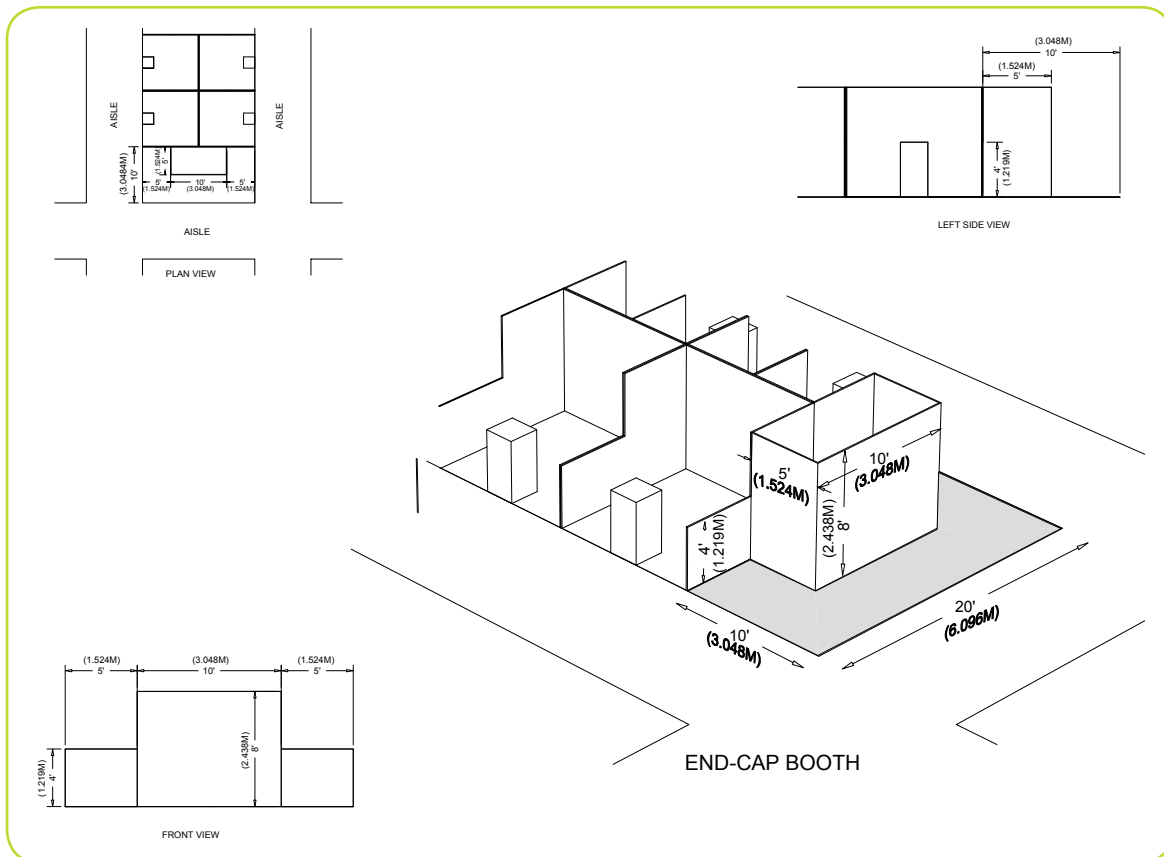 AISLE
AISLE
(3.0484M)
10'
(1.524M)
5'
5'
10'
5'
(1.524M)
(3.048M)
(1.524M)
AISLE
PLAN VIEW
(3.048M)
10'
(1.524M)
5'
4'
(1.219M)
LEFT SIDE VIEW
5'
(1.524M)
10'
(3.048M)
(2.438M)
8'
4'
(1.219M)
10'
(3.048M)
20'
(6.096M)
END-CAP BOOTH
(1.524M)
5'
(3.048M)
10'
(1.524M)
5'
(1.219M)
4'
(2.438M)
8'
FRONT VIEW